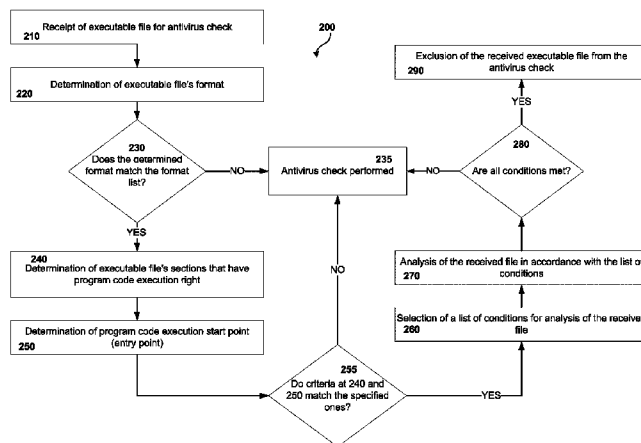 200
210
Receipt of executable file for antivirus check
220
Determination of executable file's format
230
Does the determined
format match the format
list?
NO
YES
235
Antivirus check performed
240
Determination of executable file's sections that have
program code execution right
250
Determination of program code execution start point
(entry point)
255
Do criteria at 240 and
250 match the specified
ones?
NO
YES
Selection of a list of conditions for analysis of the receive
260
file
Analysis of the received file in accordance with the list o
270
conditions
280
Are all conditions met?
NO
YES
Exclusion of the received executable file from the
290
antivirus check